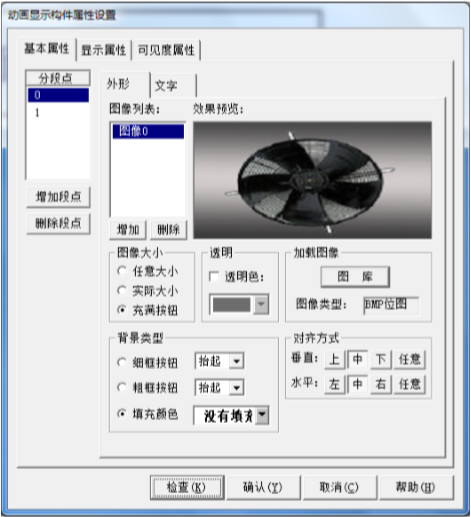 动画显示构件属性设置
基本属性 显示属性 可见度属性
分段点
0
1
增加段点
删除段点
外形 文字
图像列表: 效果预览:
图像0
增加 删除
图像大小
任意大小
实际大小
充满按钮
透明
透明色:
加载图像
图 库
图像类型: BMP位图
背景类型
细框按钮 抬起
粗框按钮 抬起
填充颜色 没有填充
对齐方式
垂直: 上 中 下 任意
水平: 左 中 右 任意
检查(K) 确认(Y) 取消(C) 帮助(H)